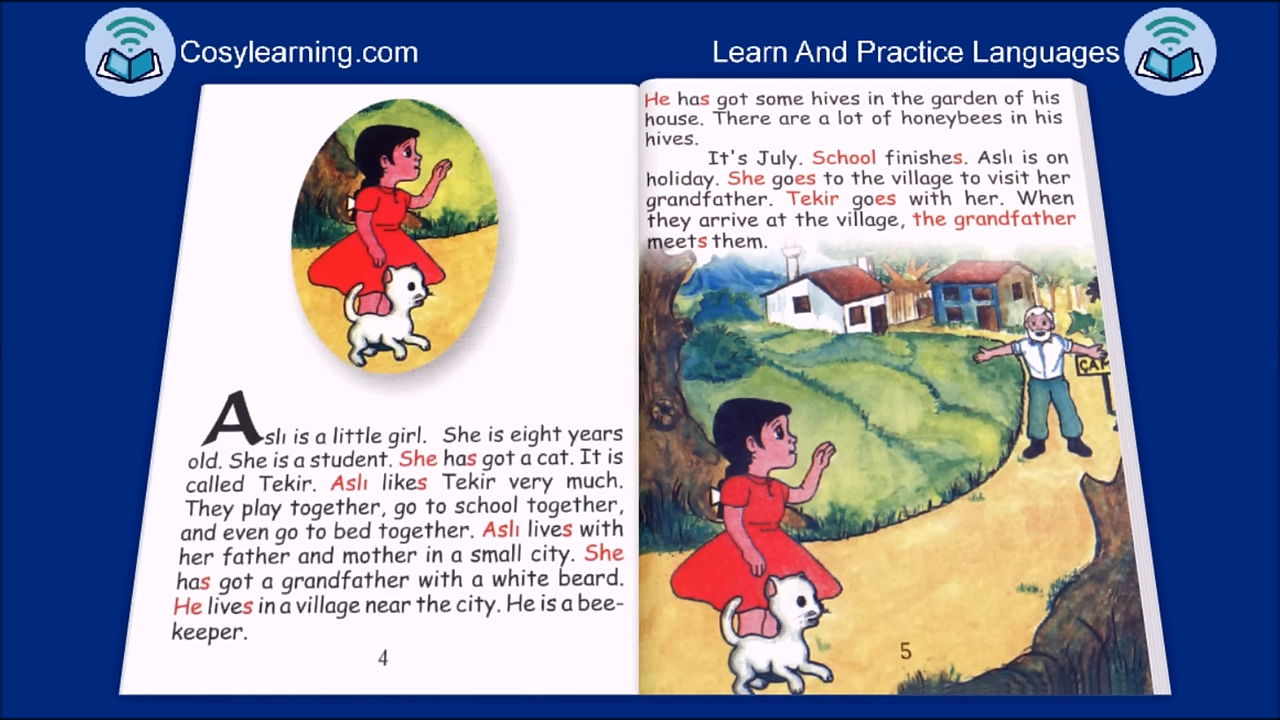 Cosylearning.com
Learn And Practice Languages
Aslı is a little girl. She is eight years
old. She is a student. She has got a cat. It is
called Tekir. Aslı likes Tekir very much.
They play together, go to school together,
and even go to bed together. Aslı lives with
her father and mother in a small city. She
has got a grandfather with a white beard.
He lives in a village near the city. He is a bee-
keeper.
4
He has got some hives in the garden of his
house. There are a lot of honeybees in his
hives.
It's July. School finishes. Aslı is on
holiday. She goes to the village to visit her
grandfather. Tekir goes with her. When
they arrive at the village, the grandfather
meets them.
5